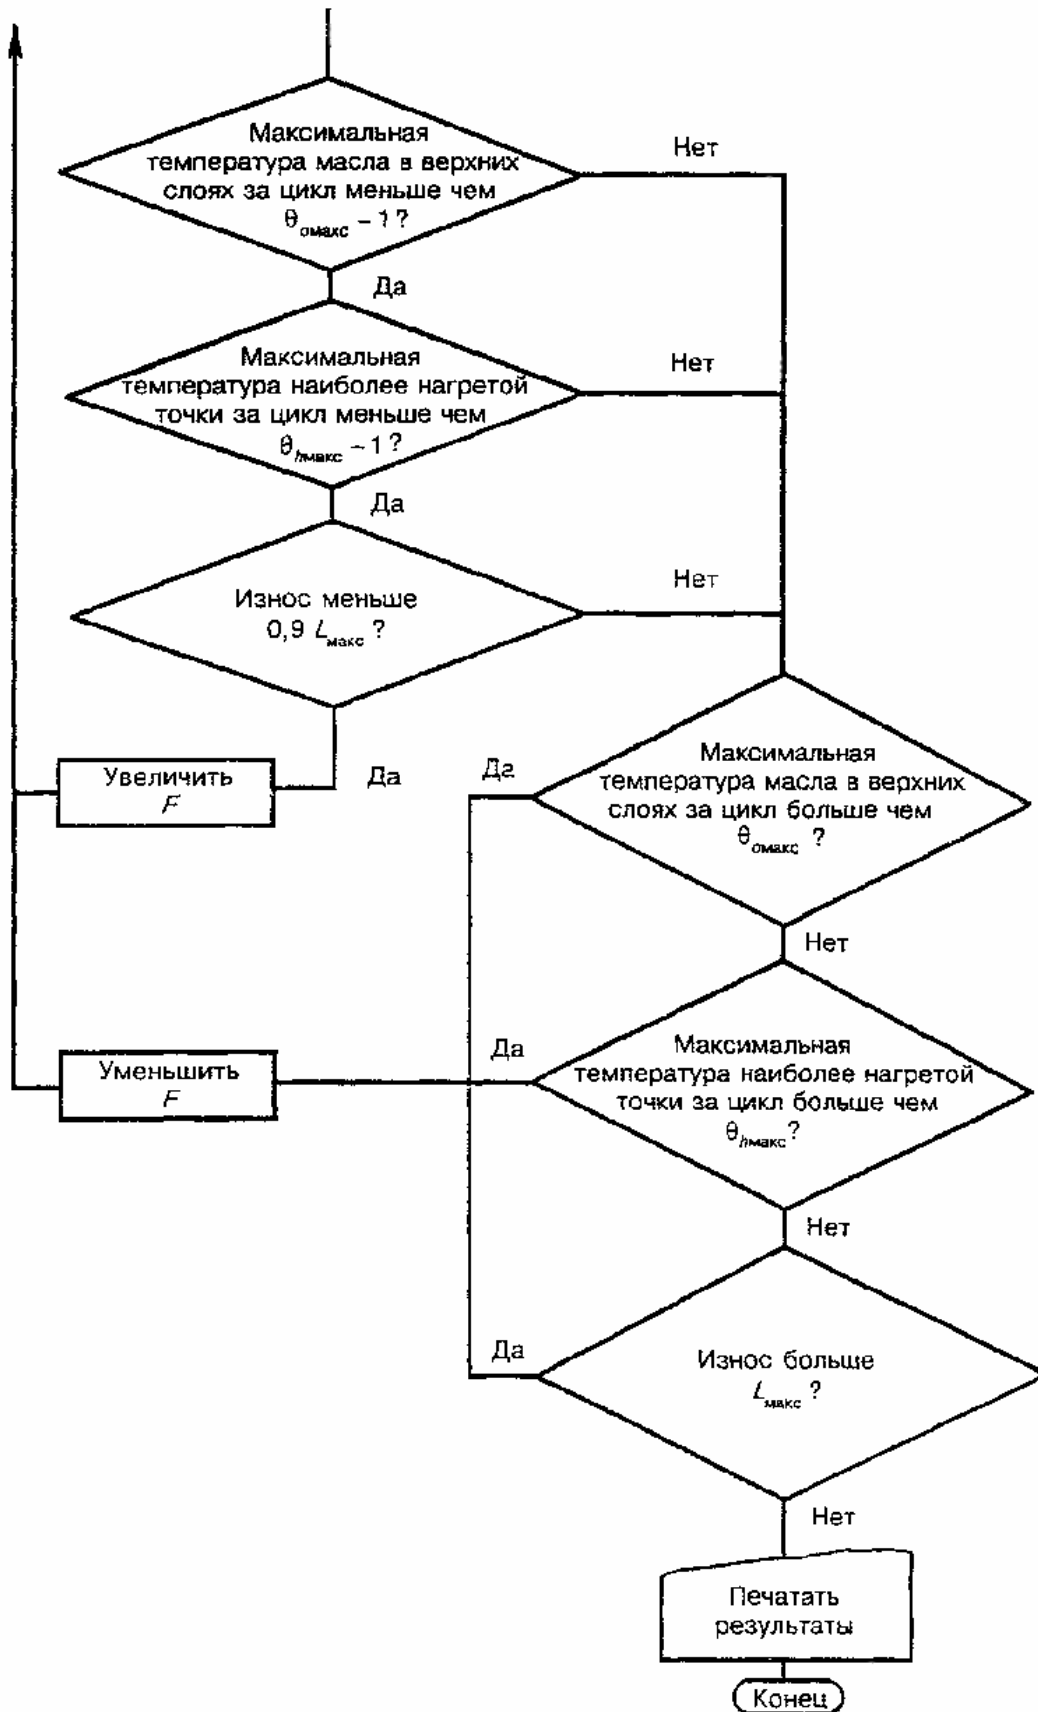 Максимальная
температура масла в верхних
слоях за цикл меньше чем
θомакс – 1 ?
Нет
Да
Максимальная
температура наиболее нагретой
точки за цикл меньше чем
θhмакс – 1 ?
Нет
Да
Износ меньше
0,9 Lмакс ?
Нет
Да
Увеличить
F
Максимальная
температура масла в верхних
слоях за цикл больше чем
θомакс ?
Да
Нет
Максимальная
температура наиболее нагретой
точки за цикл больше чем
θhмакс ?
Да
Уменьшить
F
Нет
Износ больше
Lмакс ?
Да
Нет
Печатать
результаты
Конец